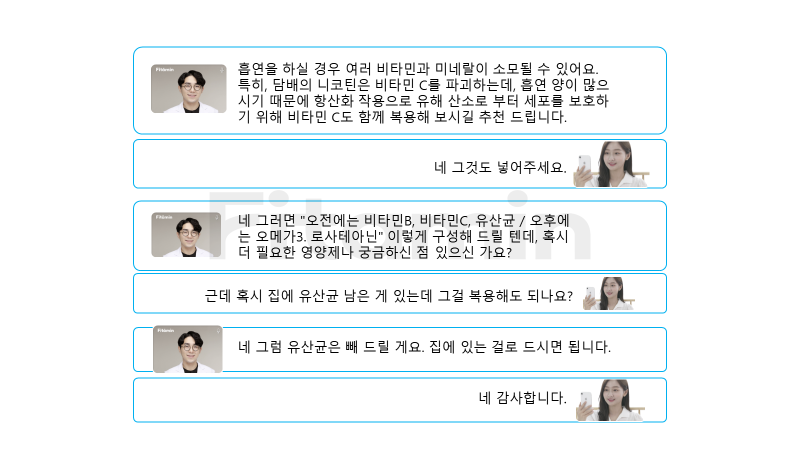 Fitomin
흡연을 하실 경우 여러 비타민과 미네랄이 소모될 수 있어요.
특히, 담배의 니코틴은 비타민 C를 파괴하는데, 흡연 양이 많으
시기 때문에 항산화 작용으로 유해 산소로 부터 세포를 보호하
기 위해 비타민 C도 함께 복용해 보시길 추천 드립니다.
네 그것도 넣어주세요.
네 그러면 "오전에는 비타민B, 비타민C, 유산균 / 오후에
는 오메가3. 로사테아닌" 이렇게 구성해 드릴 텐데, 혹시
더 필요한 영양제나 궁금하신 점 있으신 가요?
근데 혹시 집에 유산균 남은 게 있는데 그걸 복용해도 되나요?
네 그럼 유산균은 빼 드릴 게요. 집에 있는 걸로 드시면 됩니다.
네 감사합니다.